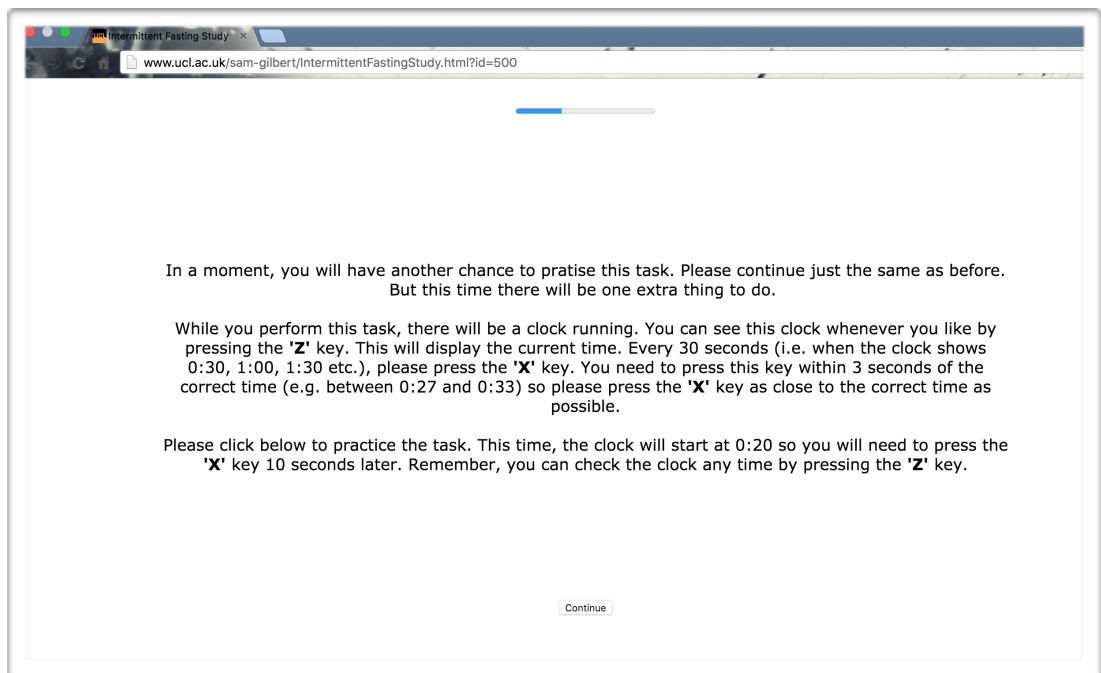 UCL Intermittent Fasting Study ×
www.ucl.ac.uk/sam-gilbert/IntermittentFastingStudy.html?id=500
In a moment, you will have another chance to pratise this task. Please continue just the same as before.
But this time there will be one extra thing to do.
While you perform this task, there will be a clock running. You can see this clock whenever you like by
pressing the 'Z' key. This will display the current time. Every 30 seconds (i.e. when the clock shows
0:30, 1:00, 1:30 etc.), please press the 'X' key. You need to press this key within 3 seconds of the
correct time (e.g. between 0:27 and 0:33) so please press the 'X' key as close to the correct time as
possible.
Please click below to practice the task. This time, the clock will start at 0:20 so you will need to press the
'X' key 10 seconds later. Remember, you can check the clock any time by pressing the 'Z' key.
Continue